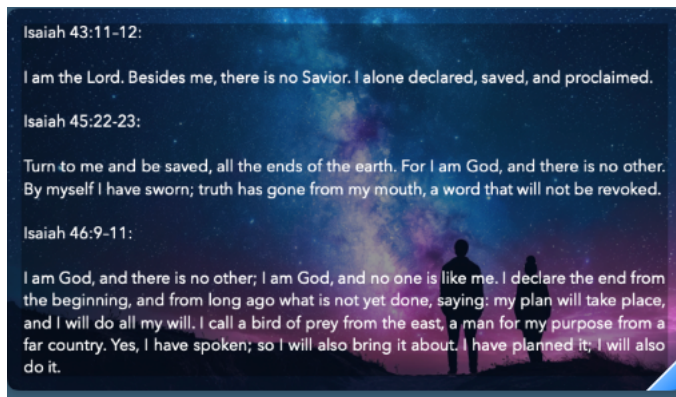 Isaiah 43:11–12:
I am the Lord. Besides me, there is no Savior. I alone declared, saved, and proclaimed.
Isaiah 45:22-23:
Turn to me and be saved, all the ends of the earth. For I am God, and there is no other.
By myself I have sworn; truth has gone from my mouth, a word that will not be revoked.
Isaiah 46:9–11:
I am God, and there is no other; I am God, and no one is like me. I declare the end from
the beginning, and from long ago what is not yet done, saying: my plan will take place,
and I will do all my will. I call a bird of prey from the east, a man for my purpose from a
far country. Yes, I have spoken; so I will also bring it about. I have planned it; I will also
do it.